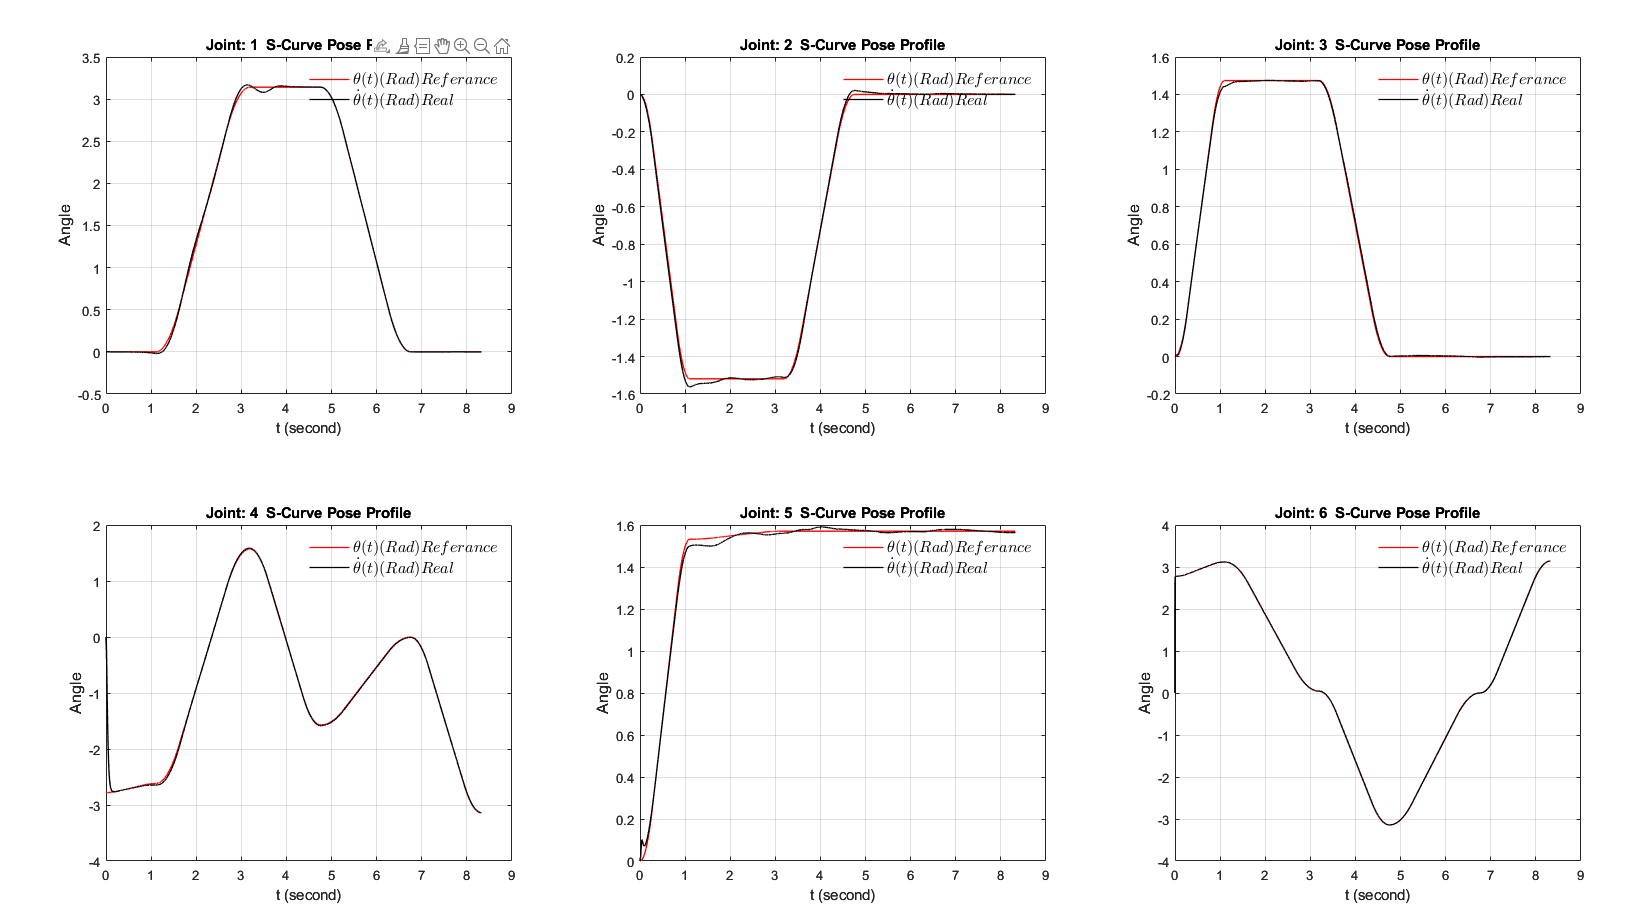 Joint: 1 S-Curve Pose F
θ(t)(Rad)Referance
θ̇(t)(Rad)Real
3.5
3
2.5
2
1.5
1
0.5
0
-0.5
Angle
0 1 2 3 4 5 6 7 8 9
t (second)
Joint: 2 S-Curve Pose Profile
θ(t)(Rad)Referance
θ̇(t)(Rad)Real
0.2
0
-0.2
-0.4
-0.6
-0.8
-1
-1.2
-1.4
-1.6
Angle
0 1 2 3 4 5 6 7 8 9
t (second)
Joint: 3 S-Curve Pose Profile
θ(t)(Rad)Referance
θ̇(t)(Rad)Real
1.6
1.4
1.2
1
0.8
0.6
0.4
0.2
0
-0.2
Angle
0 1 2 3 4 5 6 7 8 9
t (second)
Joint: 4 S-Curve Pose Profile
θ(t)(Rad)Referance
θ̇(t)(Rad)Real
2
1
0
-1
-2
-3
-4
Angle
0 1 2 3 4 5 6 7 8 9
t (second)
Joint: 5 S-Curve Pose Profile
θ(t)(Rad)Referance
θ̇(t)(Rad)Real
1.6
1.4
1.2
1
0.8
0.6
0.4
0.2
0
Angle
0 1 2 3 4 5 6 7 8 9
t (second)
Joint: 6 S-Curve Pose Profile
θ(t)(Rad)Referance
θ̇(t)(Rad)Real
4
3
2
1
0
-1
-2
-3
-4
Angle
0 1 2 3 4 5 6 7 8 9
t (second)